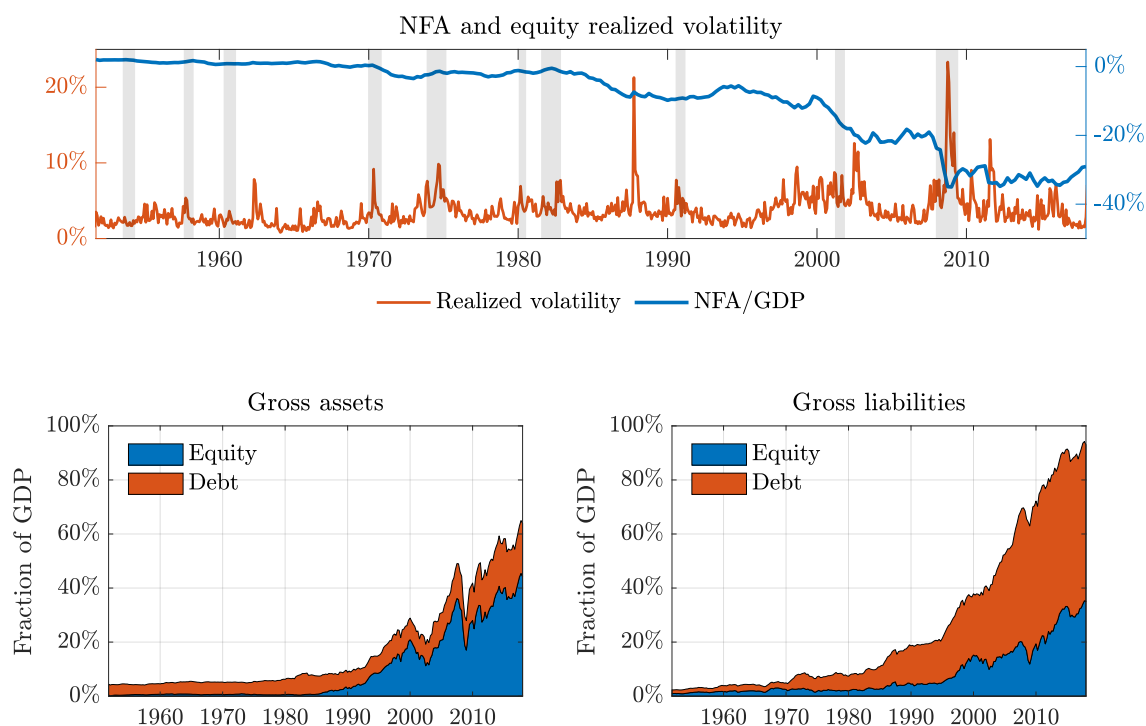 NFA and equity realized volatility
20%
10%
0%
0%
-20%
-40%
1960 1970 1980 1990 2000 2010
Realized volatility NFA/GDP
Gross assets
Fraction of GDP
100%
80%
60%
40%
20%
0%
Equity
Debt
1960 1970 1980 1990 2000 2010
Gross liabilities
Fraction of GDP
100%
80%
60%
40%
20%
0%
Equity
Debt
1960 1970 1980 1990 2000 2010